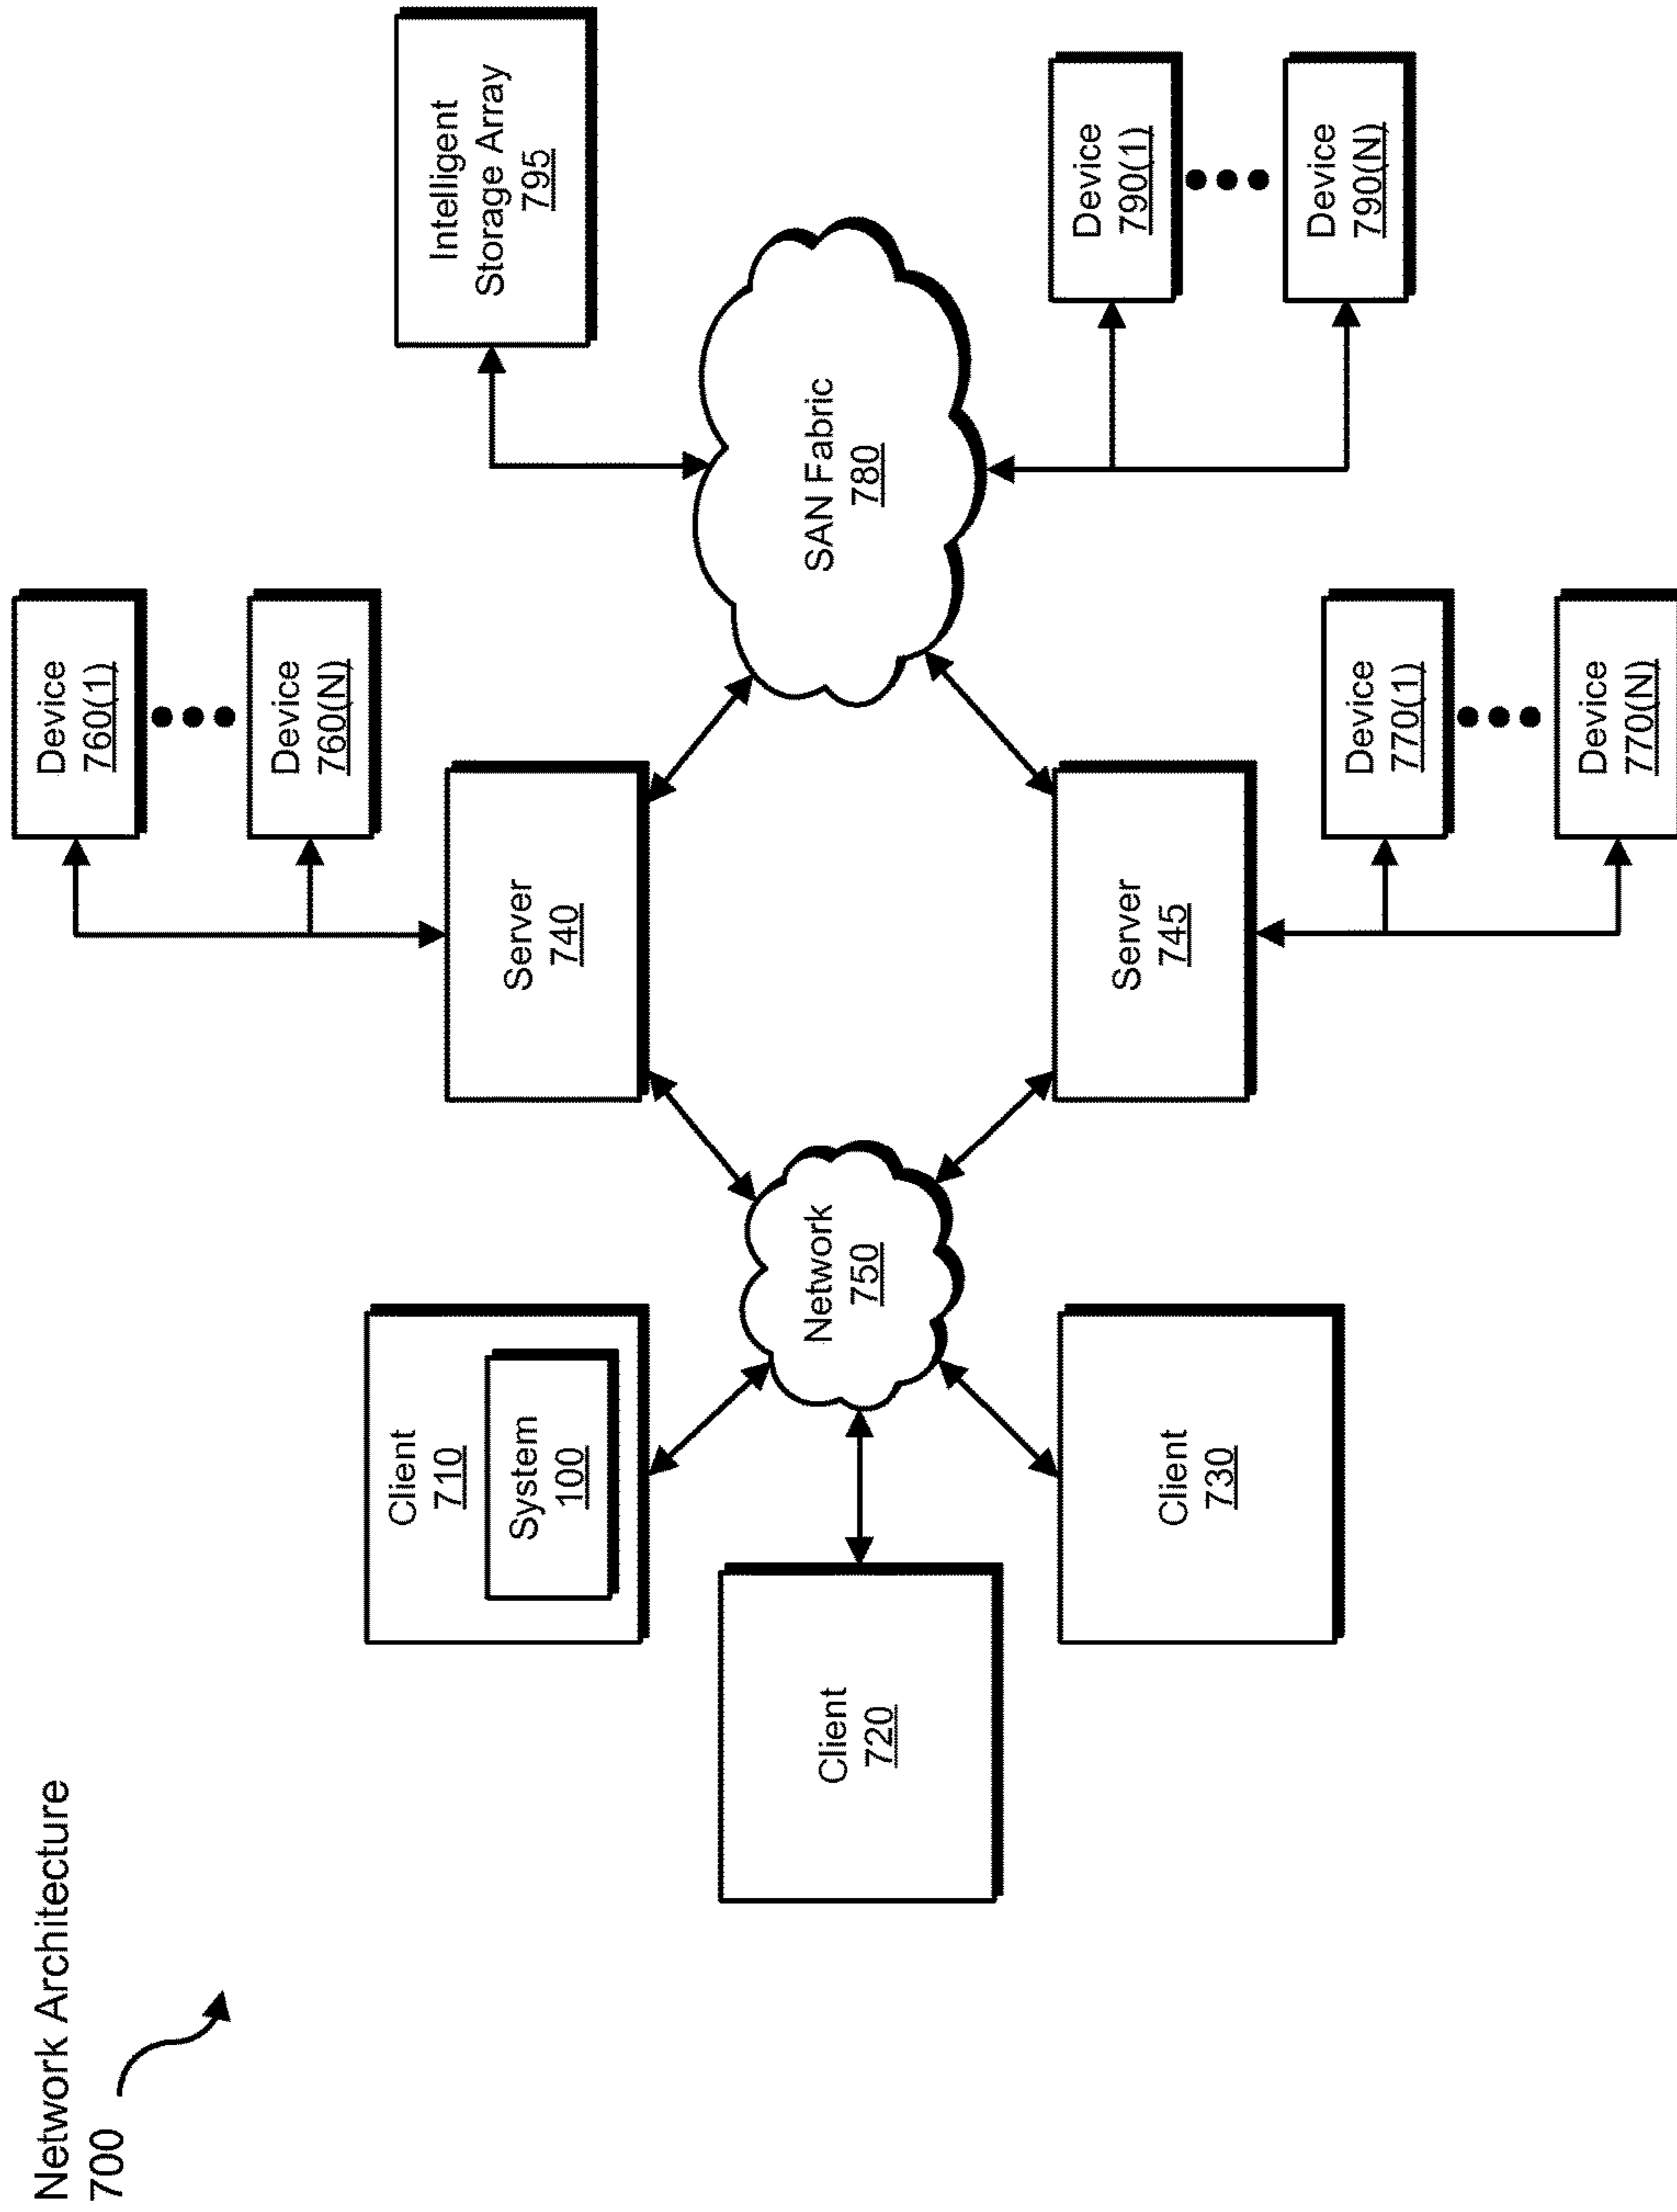 Network Architecture
700
Client
710
System
100
Client
720
Client
730
Network
750
Server
740
Server
745
Device
760(1)
Device
760(N)
Device
770(1)
Device
770(N)
SAN Fabric
780
Intelligent
Storage Array
795
Device
790(1)
Device
790(N)